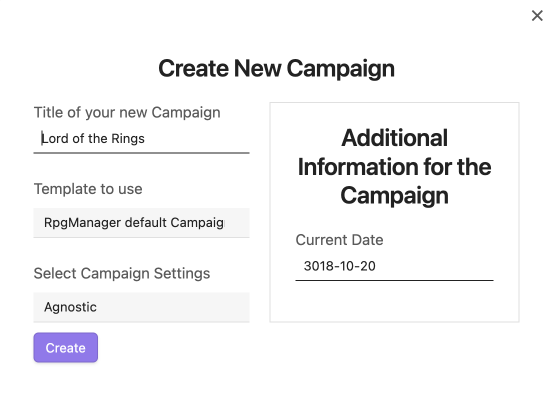 Create New Campaign
Title of your new Campaign
Lord of the Rings
Template to use
RpgManager default Campaig
Select Campaign Settings
Agnostic
Create
Additional
Information for the
Campaign
Current Date
3018-10-20